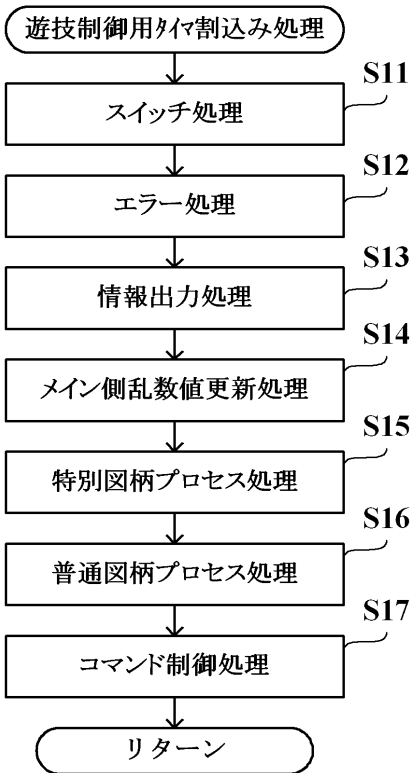 遊技制御用ﾀｲﾏ割込み処理
S11
スイッチ処理
S12
エラー処理
S13
情報出力処理
S14
メイン側乱数値更新処理
S15
特別図柄プロセス処理
S16
普通図柄プロセス処理
S17
コマンド制御処理
リターン